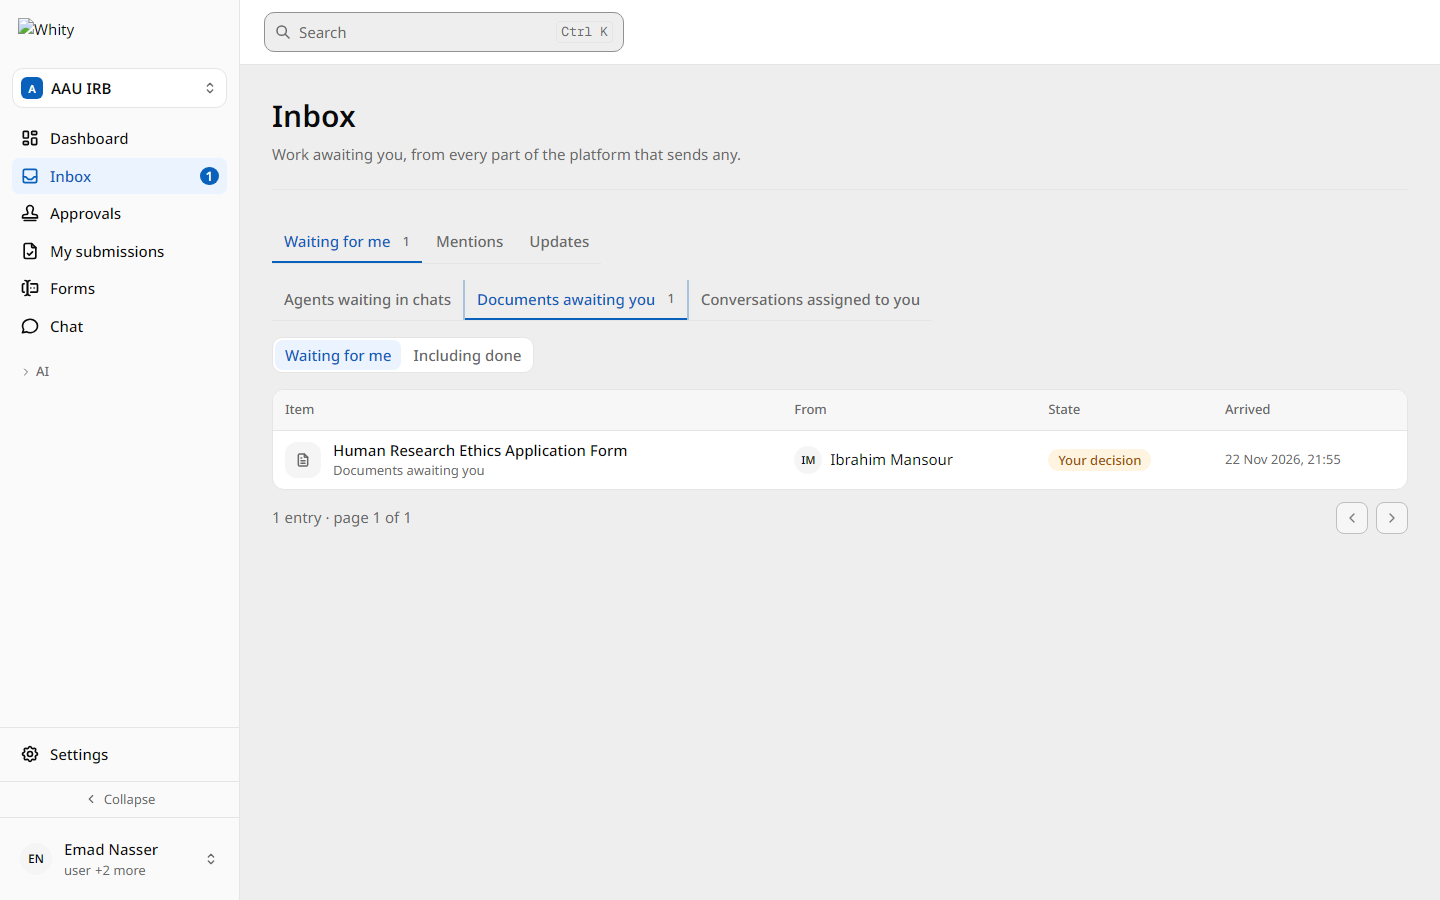 Whity
Search
Ctrl K
A
AAU IRB
Dashboard
Inbox
1
Approvals
My submissions
Forms
Chat
AI
Settings
Collapse
EN
Emad Nasser
user +2 more
Inbox
Work awaiting you, from every part of the platform that sends any.
Waiting for me 1 Mentions Updates
Agents waiting in chats Documents awaiting you 1 Conversations assigned to you
Waiting for me Including done
Item From State Arrived
Human Research Ethics Application Form
Documents awaiting you
IM Ibrahim Mansour
Your decision
22 Nov 2026, 21:55
1 entry · page 1 of 1